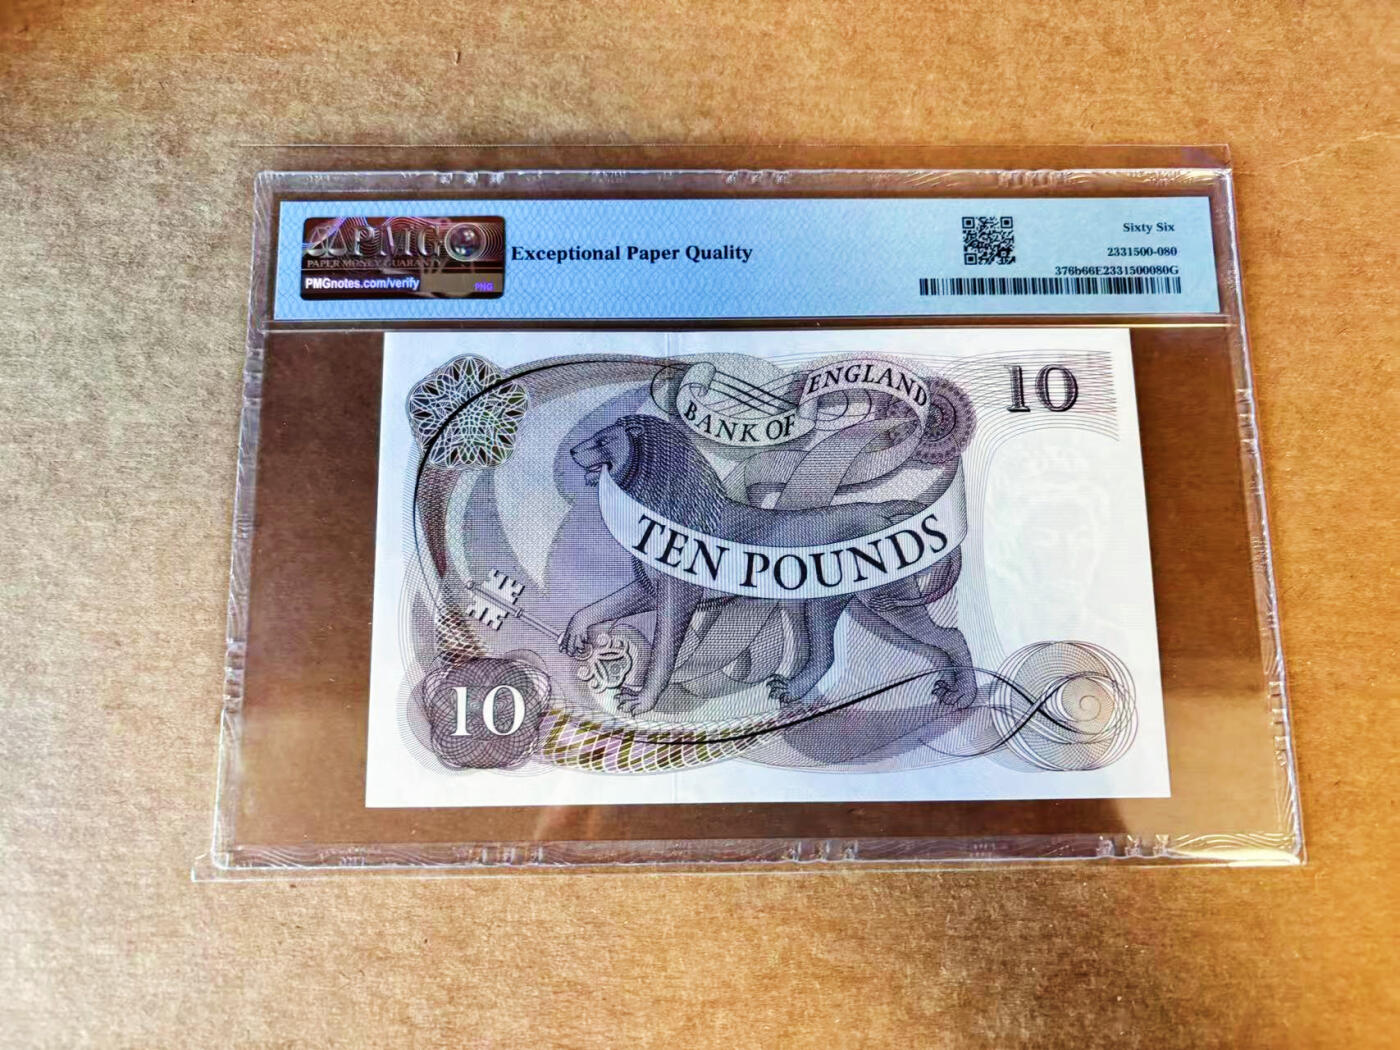 PMG
PAPER MONEY GUARANTY
PMGnotes.com/verify
PNG
Exceptional Paper Quality
Sixty Six
2331500-080
376b66E2331500080G
BANK OF ENGLAND
10
TEN POUNDS
10